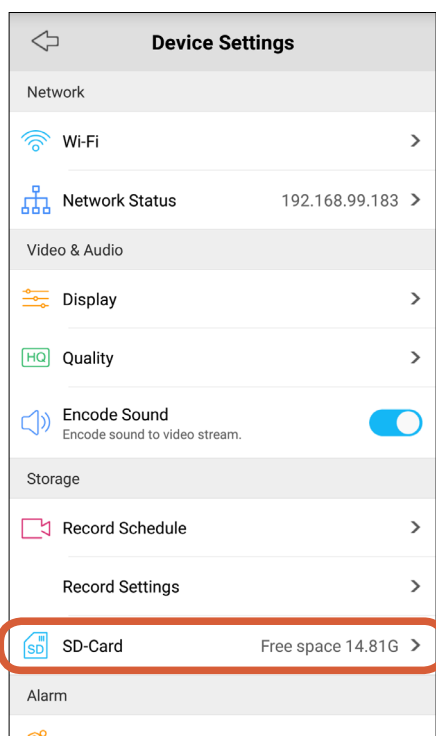 Device Settings
Network
Wi-Fi
Network Status 192.168.99.183
Video & Audio
Display
HQ Quality
Encode Sound
Encode sound to video stream.
Storage
Record Schedule
Record Settings
SD SD-Card Free space 14.81G
Alarm